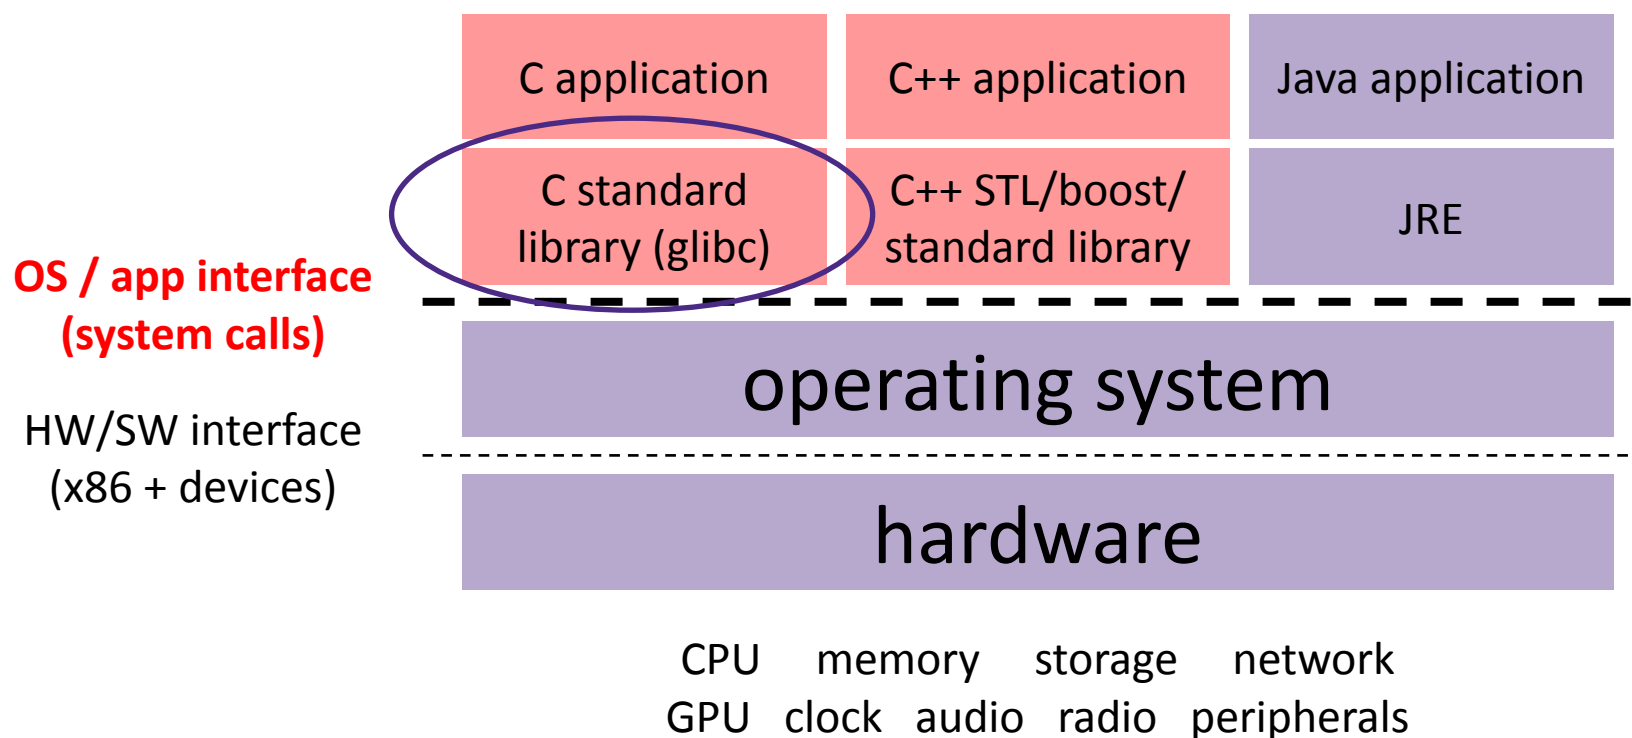 C application
C++ application
Java application
C standard
library (glibc)
C++ STL/boost/
standard library
JRE
OS / app interface
(system calls)
operating system
HW/SW interface
(x86 + devices)
hardware
CPU memory storage network
GPU clock audio radio peripherals